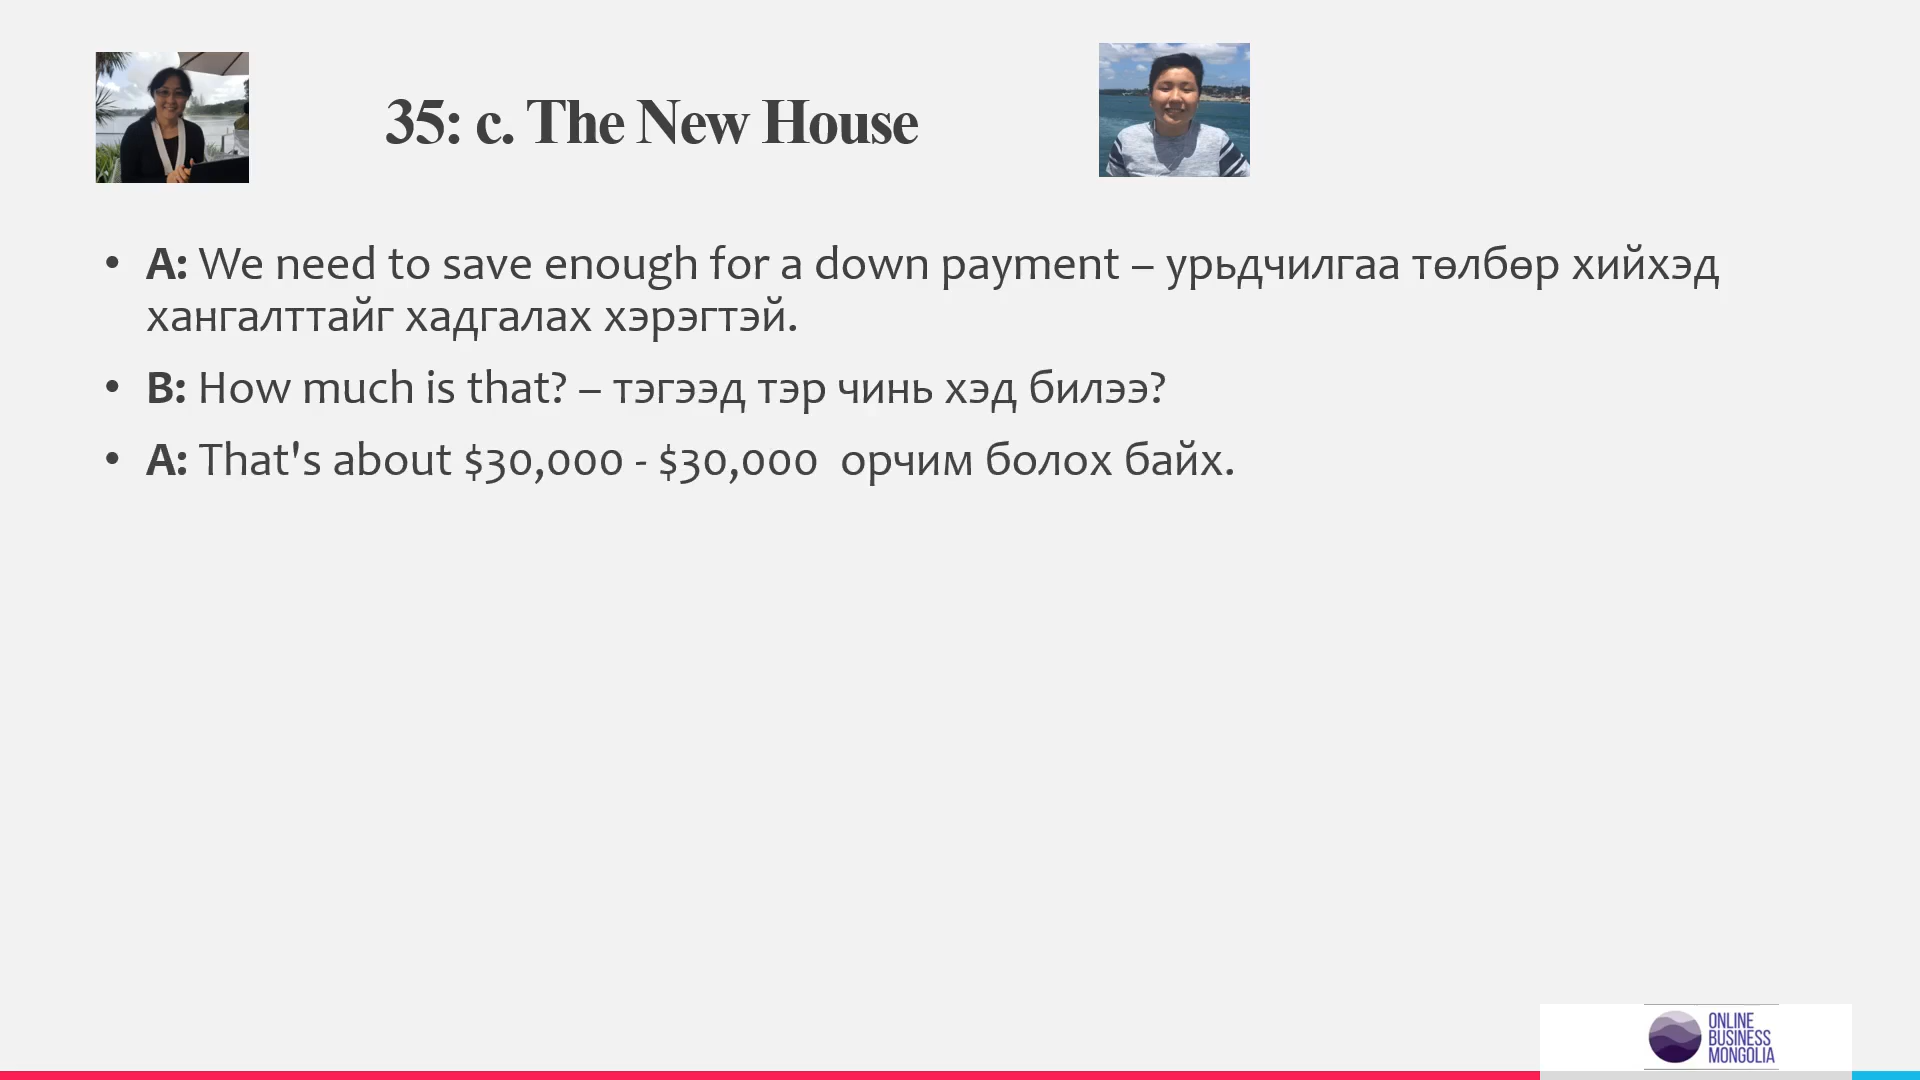 35: c. The New House
• A: We need to save enough for a down payment – урьдчилгаа төлбөр хийхэд
хангалттайг хадгалах хэрэгтэй.
• B: How much is that? – тэгээд тэр чинь хэд билээ?
• A: That's about $30,000 - $30,000  орчим болох байх.
ONLINE
BUSINESS
MONGOLIA